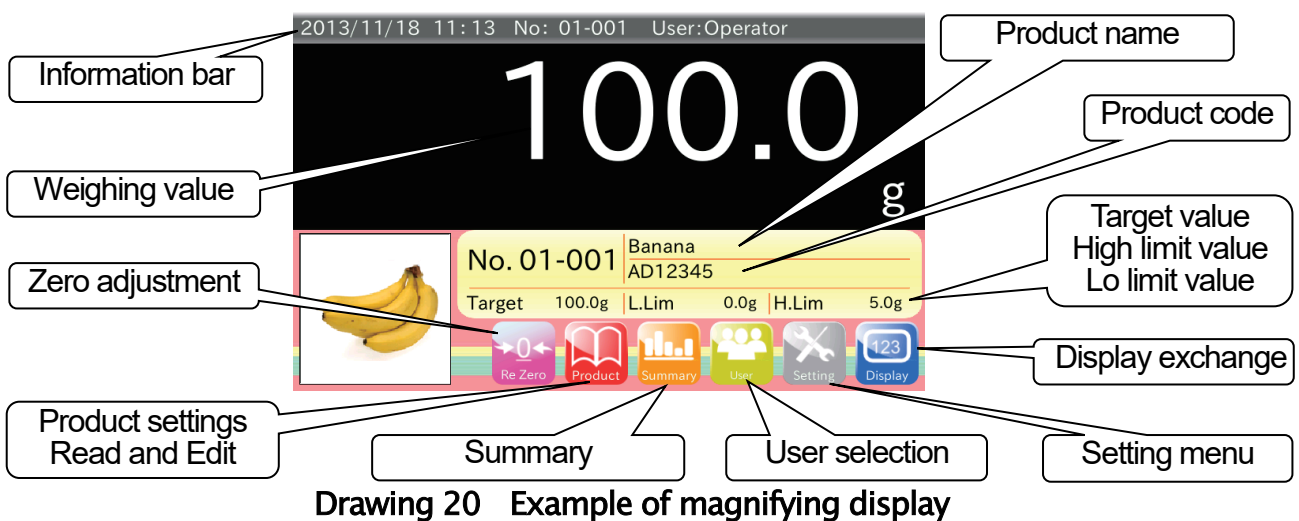 2013/11/18 11:13 No: 01-001 User:Operator
Information bar
Product name
100.0
g
Product code
Weighing value
Target value
High limit value
Lo limit value
No. 01-001
Banana
AD12345
Target 100.0g L.Lim 0.0g H.Lim 5.0g
Zero adjustment
→0←
123
Re Zero Product Summary User Setting Display
Display exchange
Product settings
Read and Edit
Summary
User selection
Setting menu
Drawing 20 Example of magnifying display